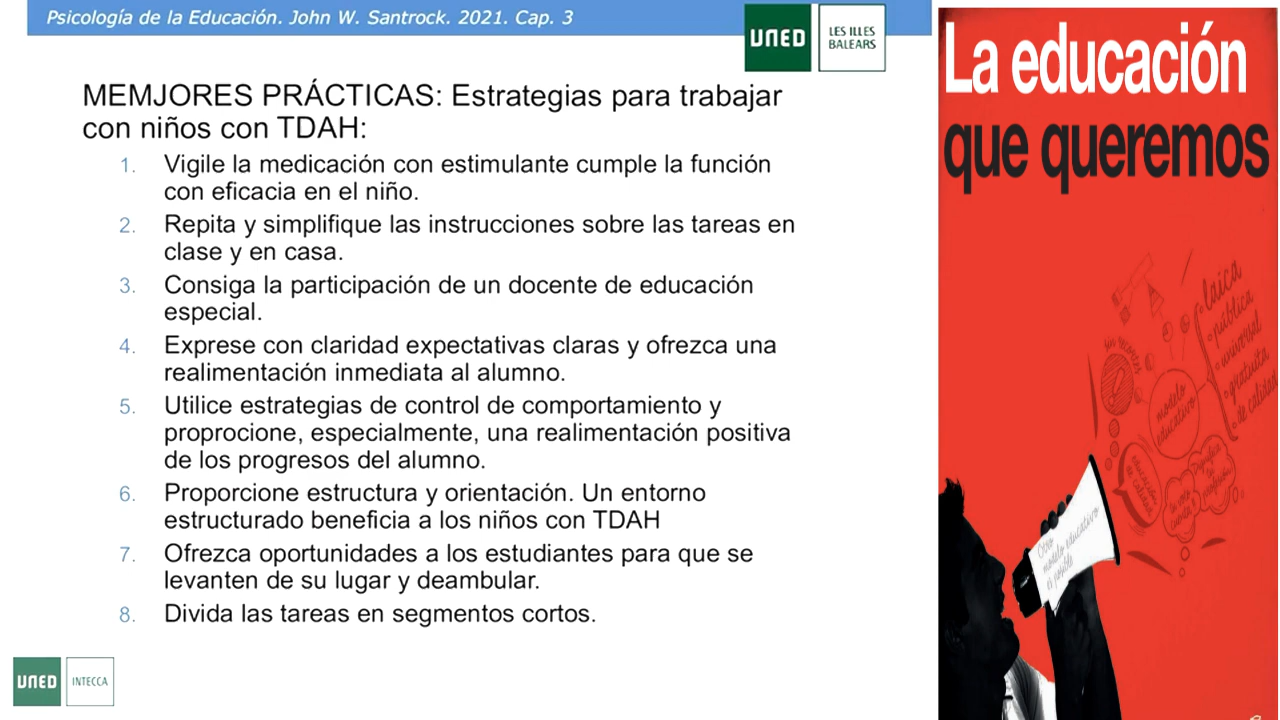 Psicología de la Educación. John W. Santrock. 2021. Cap. 3
UNED
LES ILLES
BALEARS
MEMJORES PRÁCTICAS: Estrategias para trabajar
con niños con TDAH:
1. Vigile la medicación con estimulante cumple la función
con eficacia en el niño.
2. Repita y simplifique las instrucciones sobre las tareas en
clase y en casa.
3. Consiga la participación de un docente de educación
especial.
4. Exprese con claridad expectativas claras y ofrezca una
realimentación inmediata al alumno.
5. Utilice estrategias de control de comportamiento y
proprocione, especialmente, una realimentación positiva
de los progresos del alumno.
6. Proporcione estructura y orientación. Un entorno
estructurado beneficia a los niños con TDAH
7. Ofrezca oportunidades a los estudiantes para que se
levanten de su lugar y deambular.
8. Divida las tareas en segmentos cortos.
UNED
INTECCA
La educación
que queremos
laica
pública
universal
gratuita
de calidad
sin recortes
modelo
educativo
Otro
modelo educativo
es posible